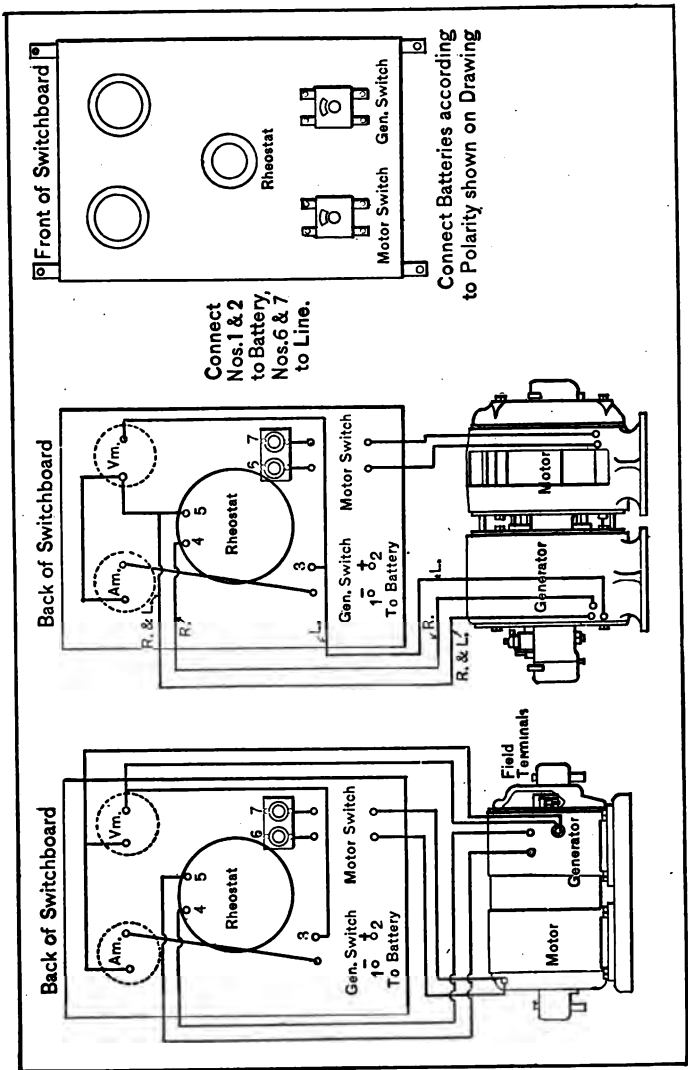 Back of Switchboard
Am.
Vm.
4
5
Rheostat
6
7
3
Gen. Switch
Motor Switch
1
2
− +
To Battery
Motor
Generator
Field
Terminals
Back of Switchboard
Am.
Vm.
R. & L.
R.
4
5
Rheostat
6
7
3
Gen. Switch
Motor Switch
1
2
− +
To Battery
L.
R.
L.
R. & L.
Generator
Motor
Connect
Nos.1 & 2
to Battery,
Nos.6 & 7
to Line.
Front of Switchboard
Rheostat
Motor Switch
Gen. Switch
Connect Batteries according
to Polarity shown on Drawing